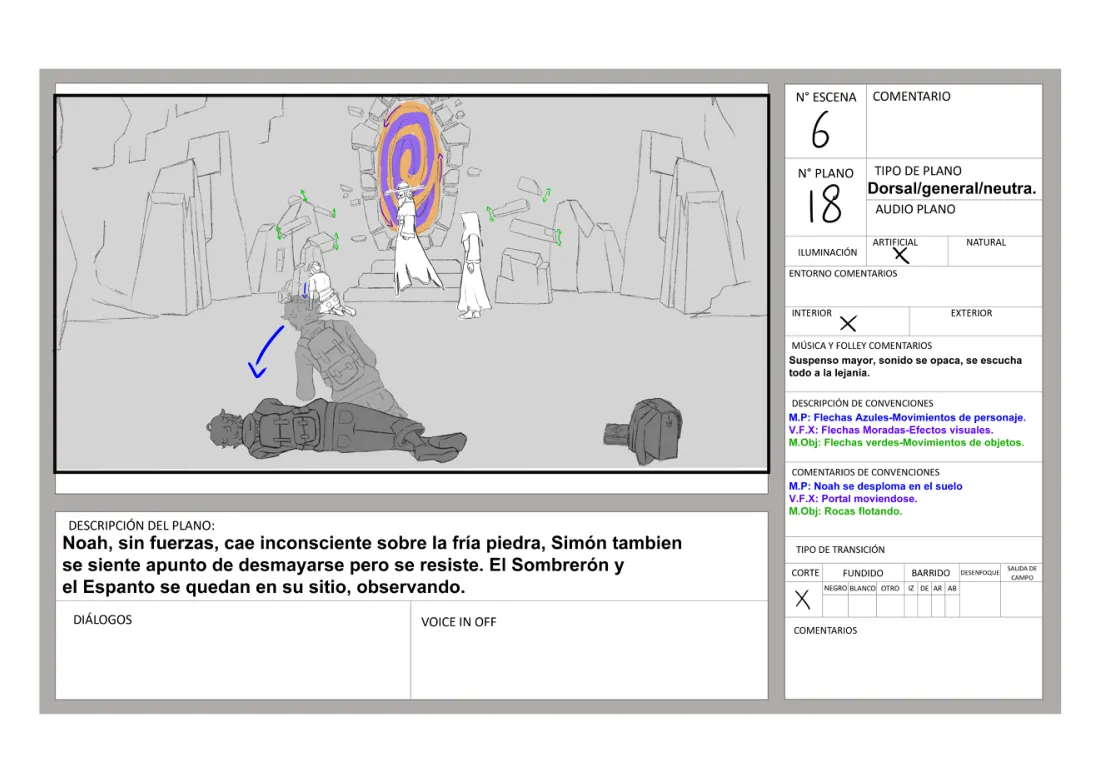 N° ESCENA
6
COMENTARIO
N° PLANO
18
TIPO DE PLANO
Dorsal/general/neutra.
AUDIO PLANO
ILUMINACIÓN
ARTIFICIAL
X
NATURAL
ENTORNO COMENTARIOS
INTERIOR
X
EXTERIOR
MÚSICA Y FOLLEY COMENTARIOS
Suspenso mayor, sonido se opaca, se escucha
todo a la lejanía.
DESCRIPCIÓN DE CONVENCIONES
M.P: Flechas Azules-Movimientos de personaje.
V.F.X: Flechas Moradas-Efectos visuales.
M.Obj: Flechas verdes-Movimientos de objetos.
COMENTARIOS DE CONVENCIONES
M.P: Noah se desploma en el suelo
V.F.X: Portal moviendose.
M.Obj: Rocas flotando.
TIPO DE TRANSICIÓN
CORTE
X
FUNDIDO
NEGRO BLANCO OTRO
BARRIDO
IZ DE AR AB
DESENFOQUE
SALIDA DE
CAMPO
COMENTARIOS
DESCRIPCIÓN DEL PLANO:
Noah, sin fuerzas, cae inconsciente sobre la fría piedra, Simón tambien
se siente apunto de desmayarse pero se resiste. El Sombrerón y
el Espanto se quedan en su sitio, observando.
DIÁLOGOS
VOICE IN OFF